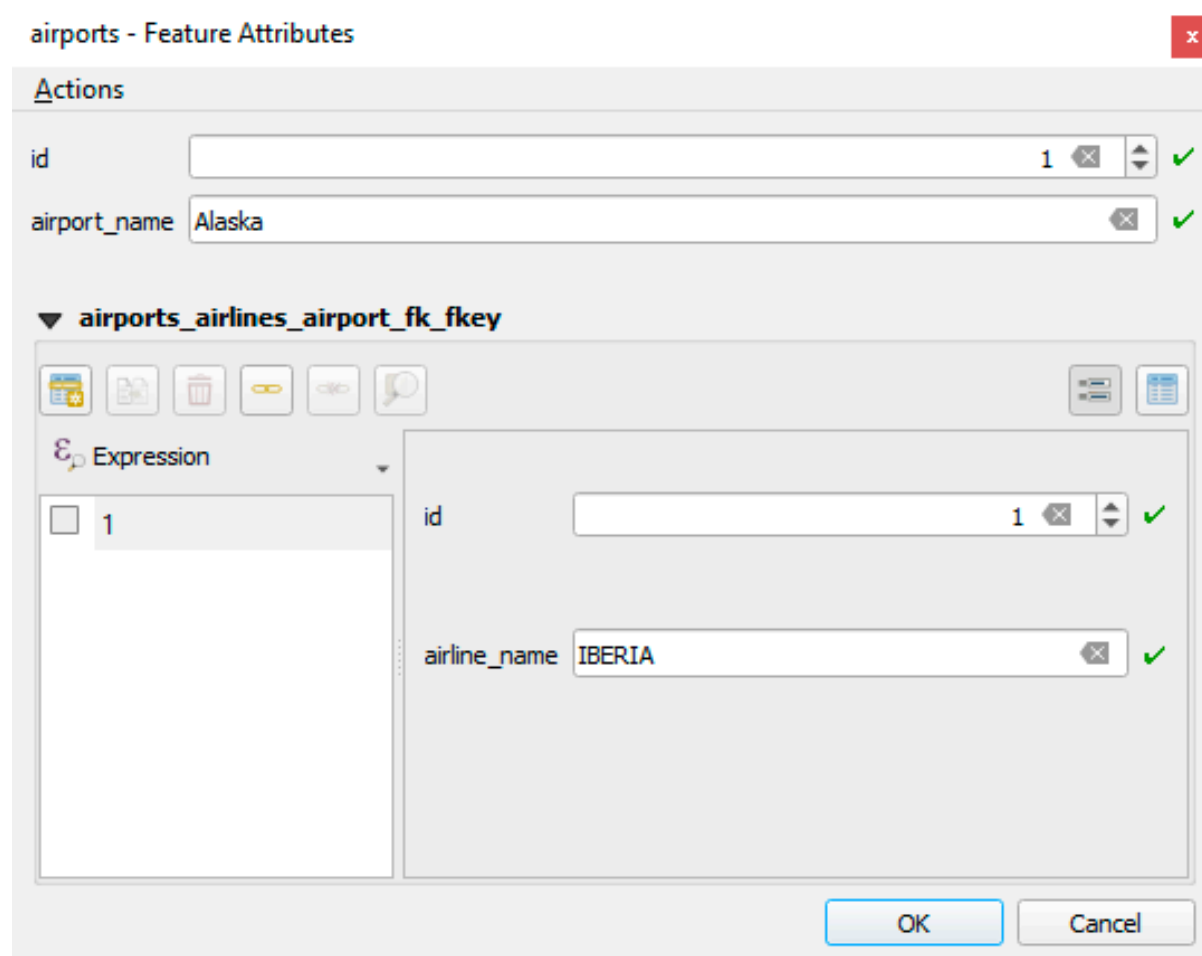 airports - Feature Attributes
x
Actions
id 1
airport_name Alaska
airports_airlines_airport_fk_fkey
Expression
1
id 1
airline_name IBERIA
OK Cancel